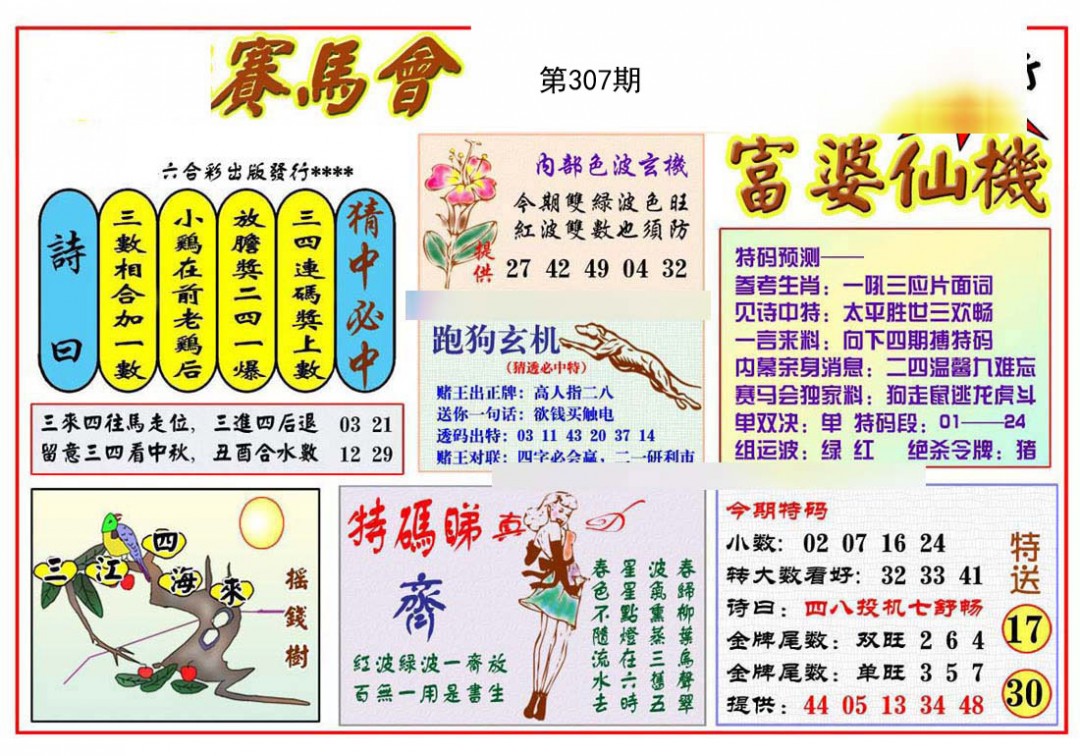 賽馬會
第307期
六合彩出版發行****
猜中必中
三四連碼獎上數
放膽獎二四一爆
小鷄在前老鷄后
三數相合加一數
詩曰
三來四往馬走位, 三進四后退 03 21
留意三四看中秋, 丑酉合水數 12 29
內部色波玄機
今期雙綠波色旺
紅波雙數也須防
提供
27 42 49 04 32
跑狗玄机
(猜透必中特)
赌王出正牌:高人指二八
送你一句话:欲钱买触电
透码出特:03 11 43 20 37 14
赌王对联:四字必会赢,二一研利市
富婆仙機
特码预测——
参考生肖:一吼三应片面词
见诗中特:太平胜世三欢畅
一言来料:向下四期搏特码
内幕亲身消息:二四温馨九难忘
赛马会独家料:狗走鼠逃龙虎斗
单双决:单 特码段:01——24
组运波:绿 红 绝杀令牌:猪
三江四海來
搖錢樹
特碼睇真
齊
紅波綠波一齊放
百無一用是書生
春歸柳葉鳥聲翠
波氣熏蒸三舊五
星星點燈在六時
春色不隨流水去
今期特码
小数:02 07 16 24
转大数看好:32 33 41
诗曰:四八投机七舒畅
金牌尾数:双旺 2 6 4
金牌尾数:单旺 3 5 7
提供:44 05 13 34 48
特送
17
30